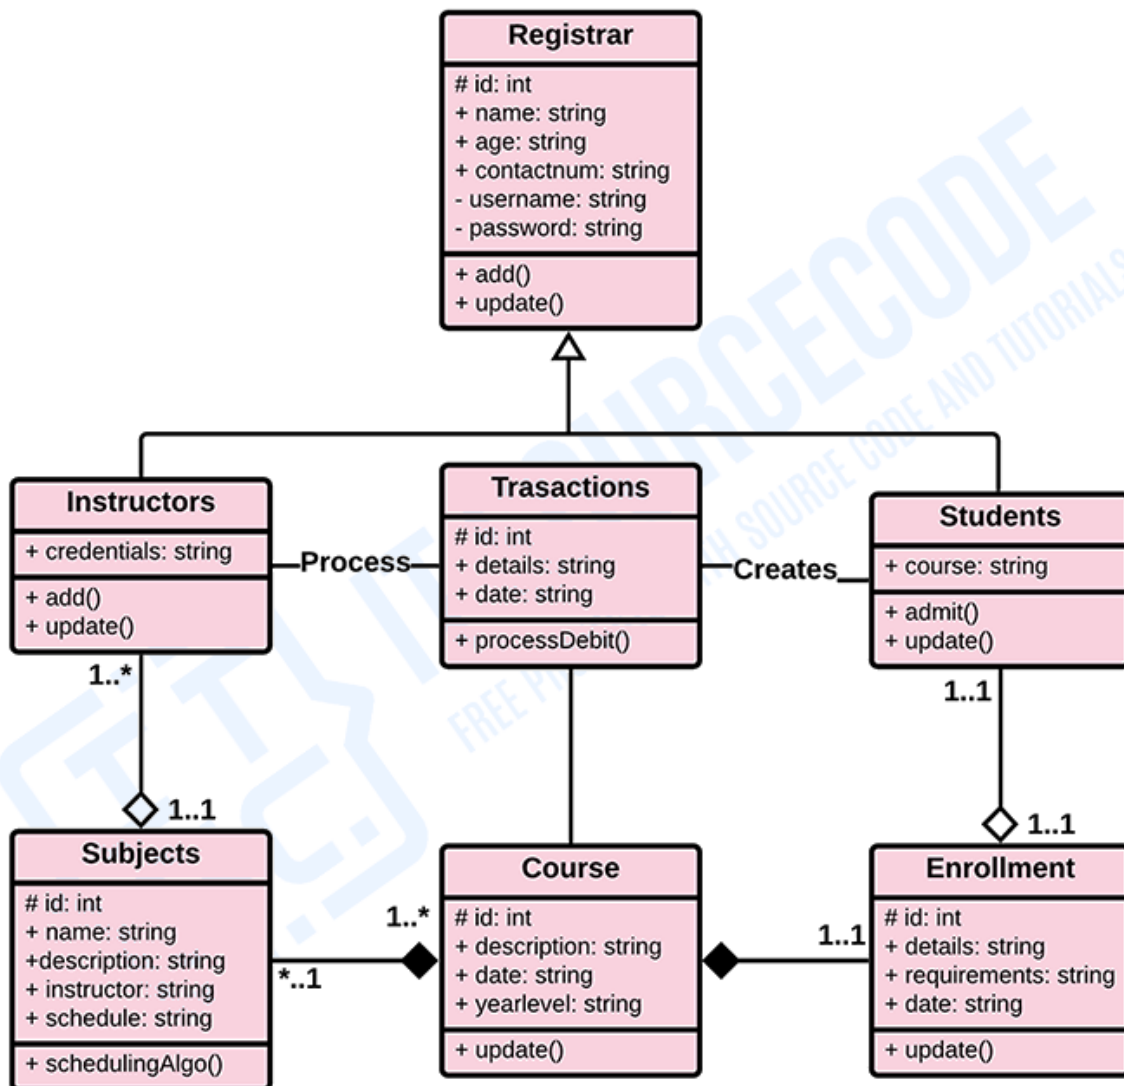 Registrar
# id: int
+ name: string
+ age: string
+ contactnum: string
- username: string
- password: string
+ add()
+ update()
Instructors
+ credentials: string
+ add()
+ update()
Process
Trasactions
# id: int
+ details: string
+ date: string
+ processDebit()
Creates
Students
+ course: string
+ admit()
+ update()
1..*
1..1
1..1
1..1
Subjects
# id: int
+ name: string
+description: string
+ instructor: string
+ schedule: string
+ schedulingAlgo()
1..*
*..1
Course
# id: int
+ description: string
+ date: string
+ yearlevel: string
+ update()
1..1
Enrollment
# id: int
+ details: string
+ requirements: string
+ date: string
+ update()
SOURCE CODE AND TUTORIALS